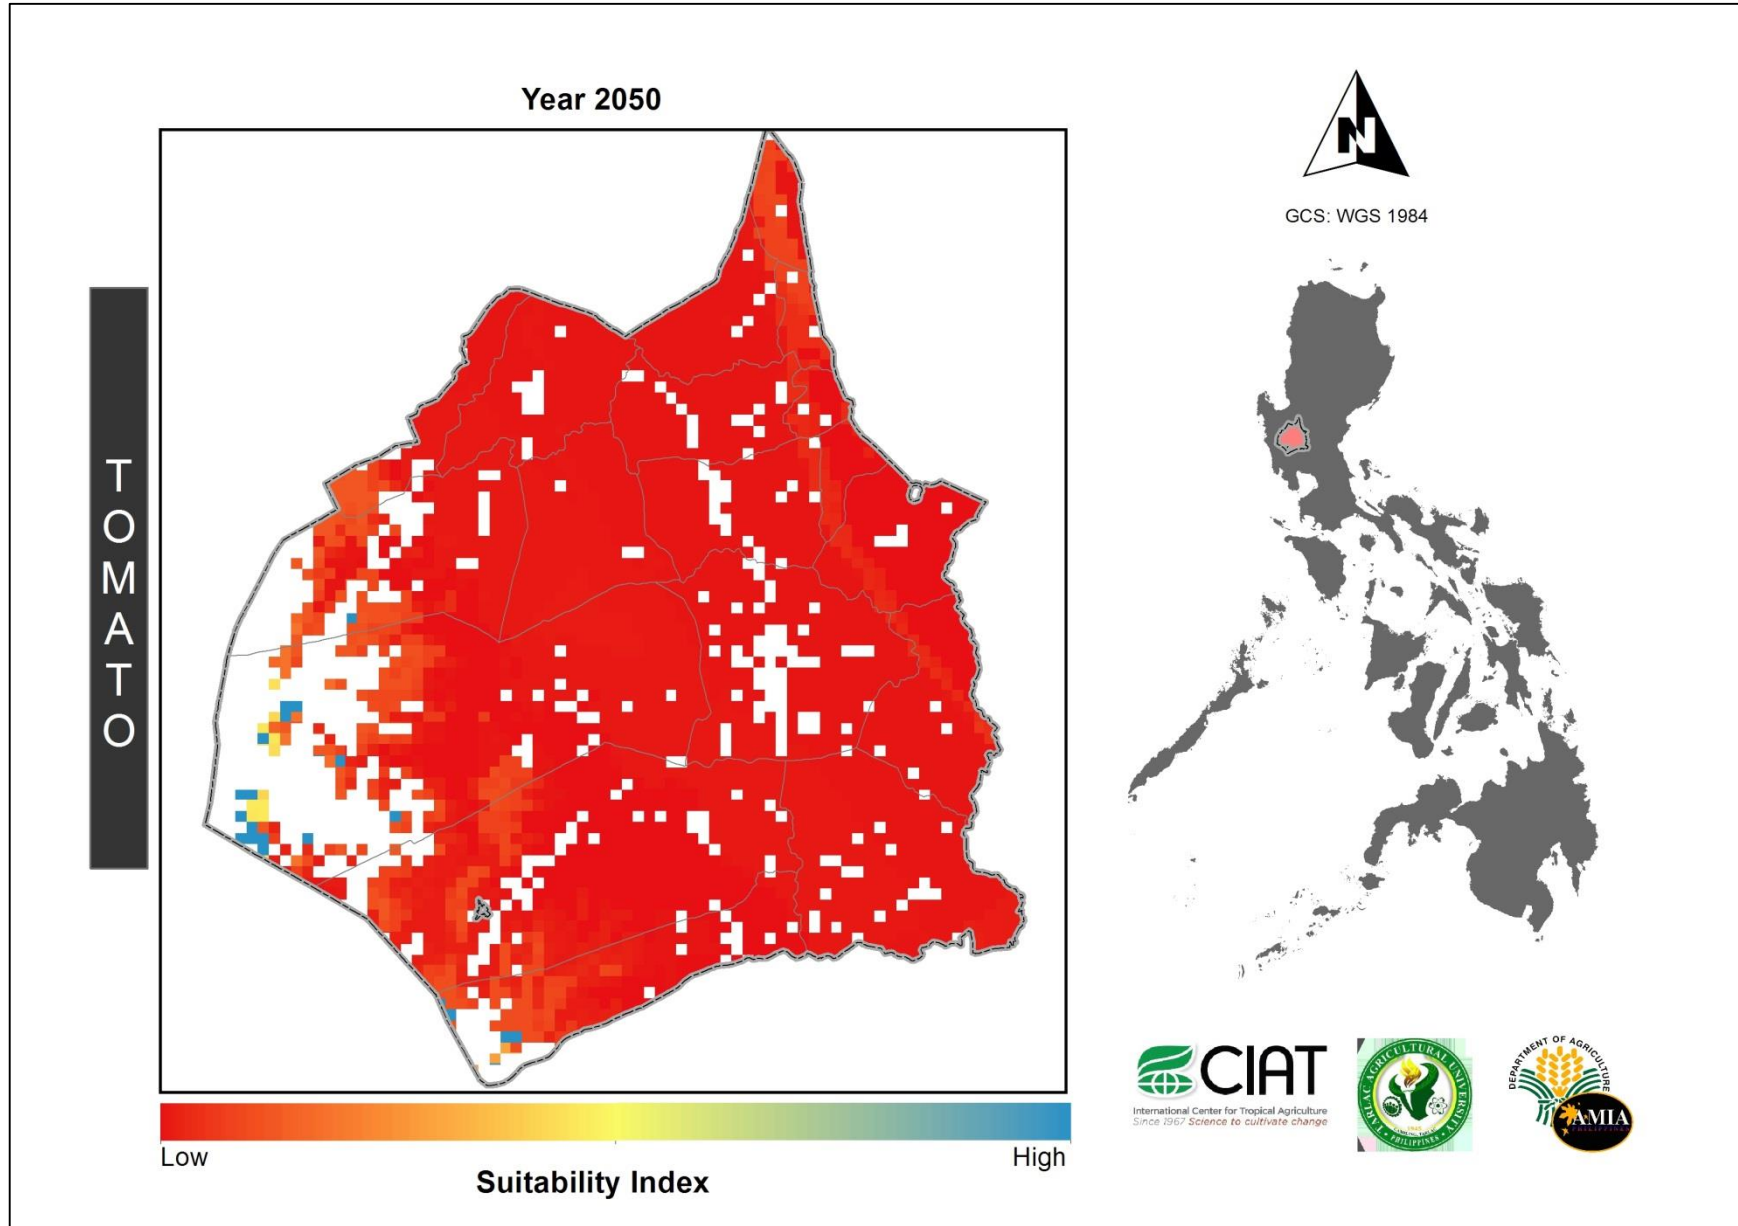 Year 2050
N
GCS: WGS 1984
TOMATO
Low
High
Suitability Index
CIAT
International Center for Tropical Agriculture
Since 1967 Science to cultivate change
TARLAC AGRICULTURAL UNIVERSITY
PHILIPPINES
DEPARTMENT OF AGRICULTURE
AMIA
PHILIPPINES